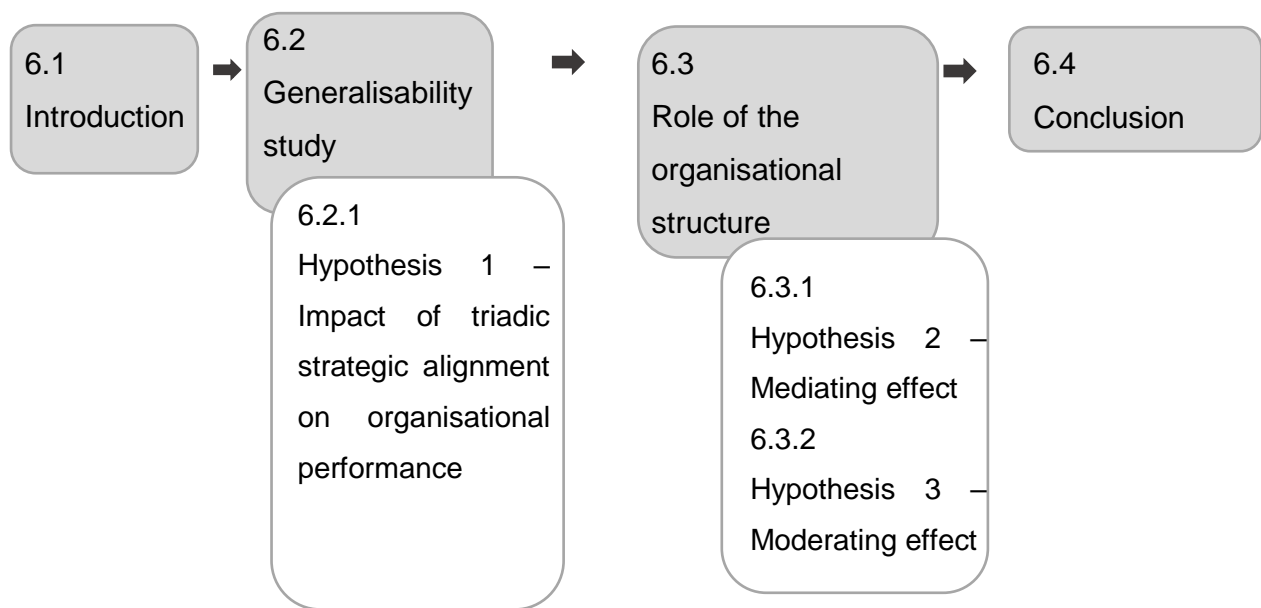 6.1
Introduction
6.2
Generalisability
study
6.2.1
Hypothesis 1 –
Impact of triadic
strategic alignment
on organisational
performance
6.3
Role of the
organisational
structure
6.3.1
Hypothesis 2 –
Mediating effect
6.3.2
Hypothesis 3 –
Moderating effect
6.4
Conclusion